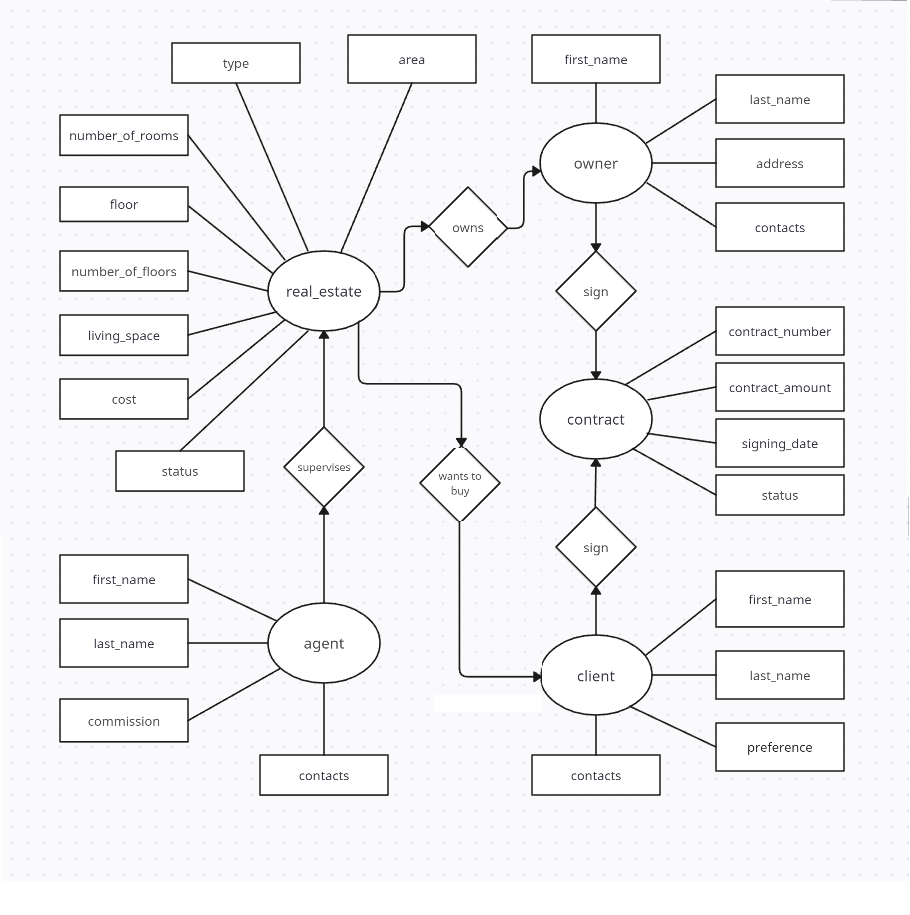 type
area
first_name
last_name
number_of_rooms
owner
address
floor
owns
contacts
number_of_floors
real_estate
sign
living_space
contract_number
cost
contract_amount
contract
signing_date
status
supervises
wants to
buy
status
sign
first_name
first_name
last_name
agent
client
last_name
commission
preference
contacts
contacts